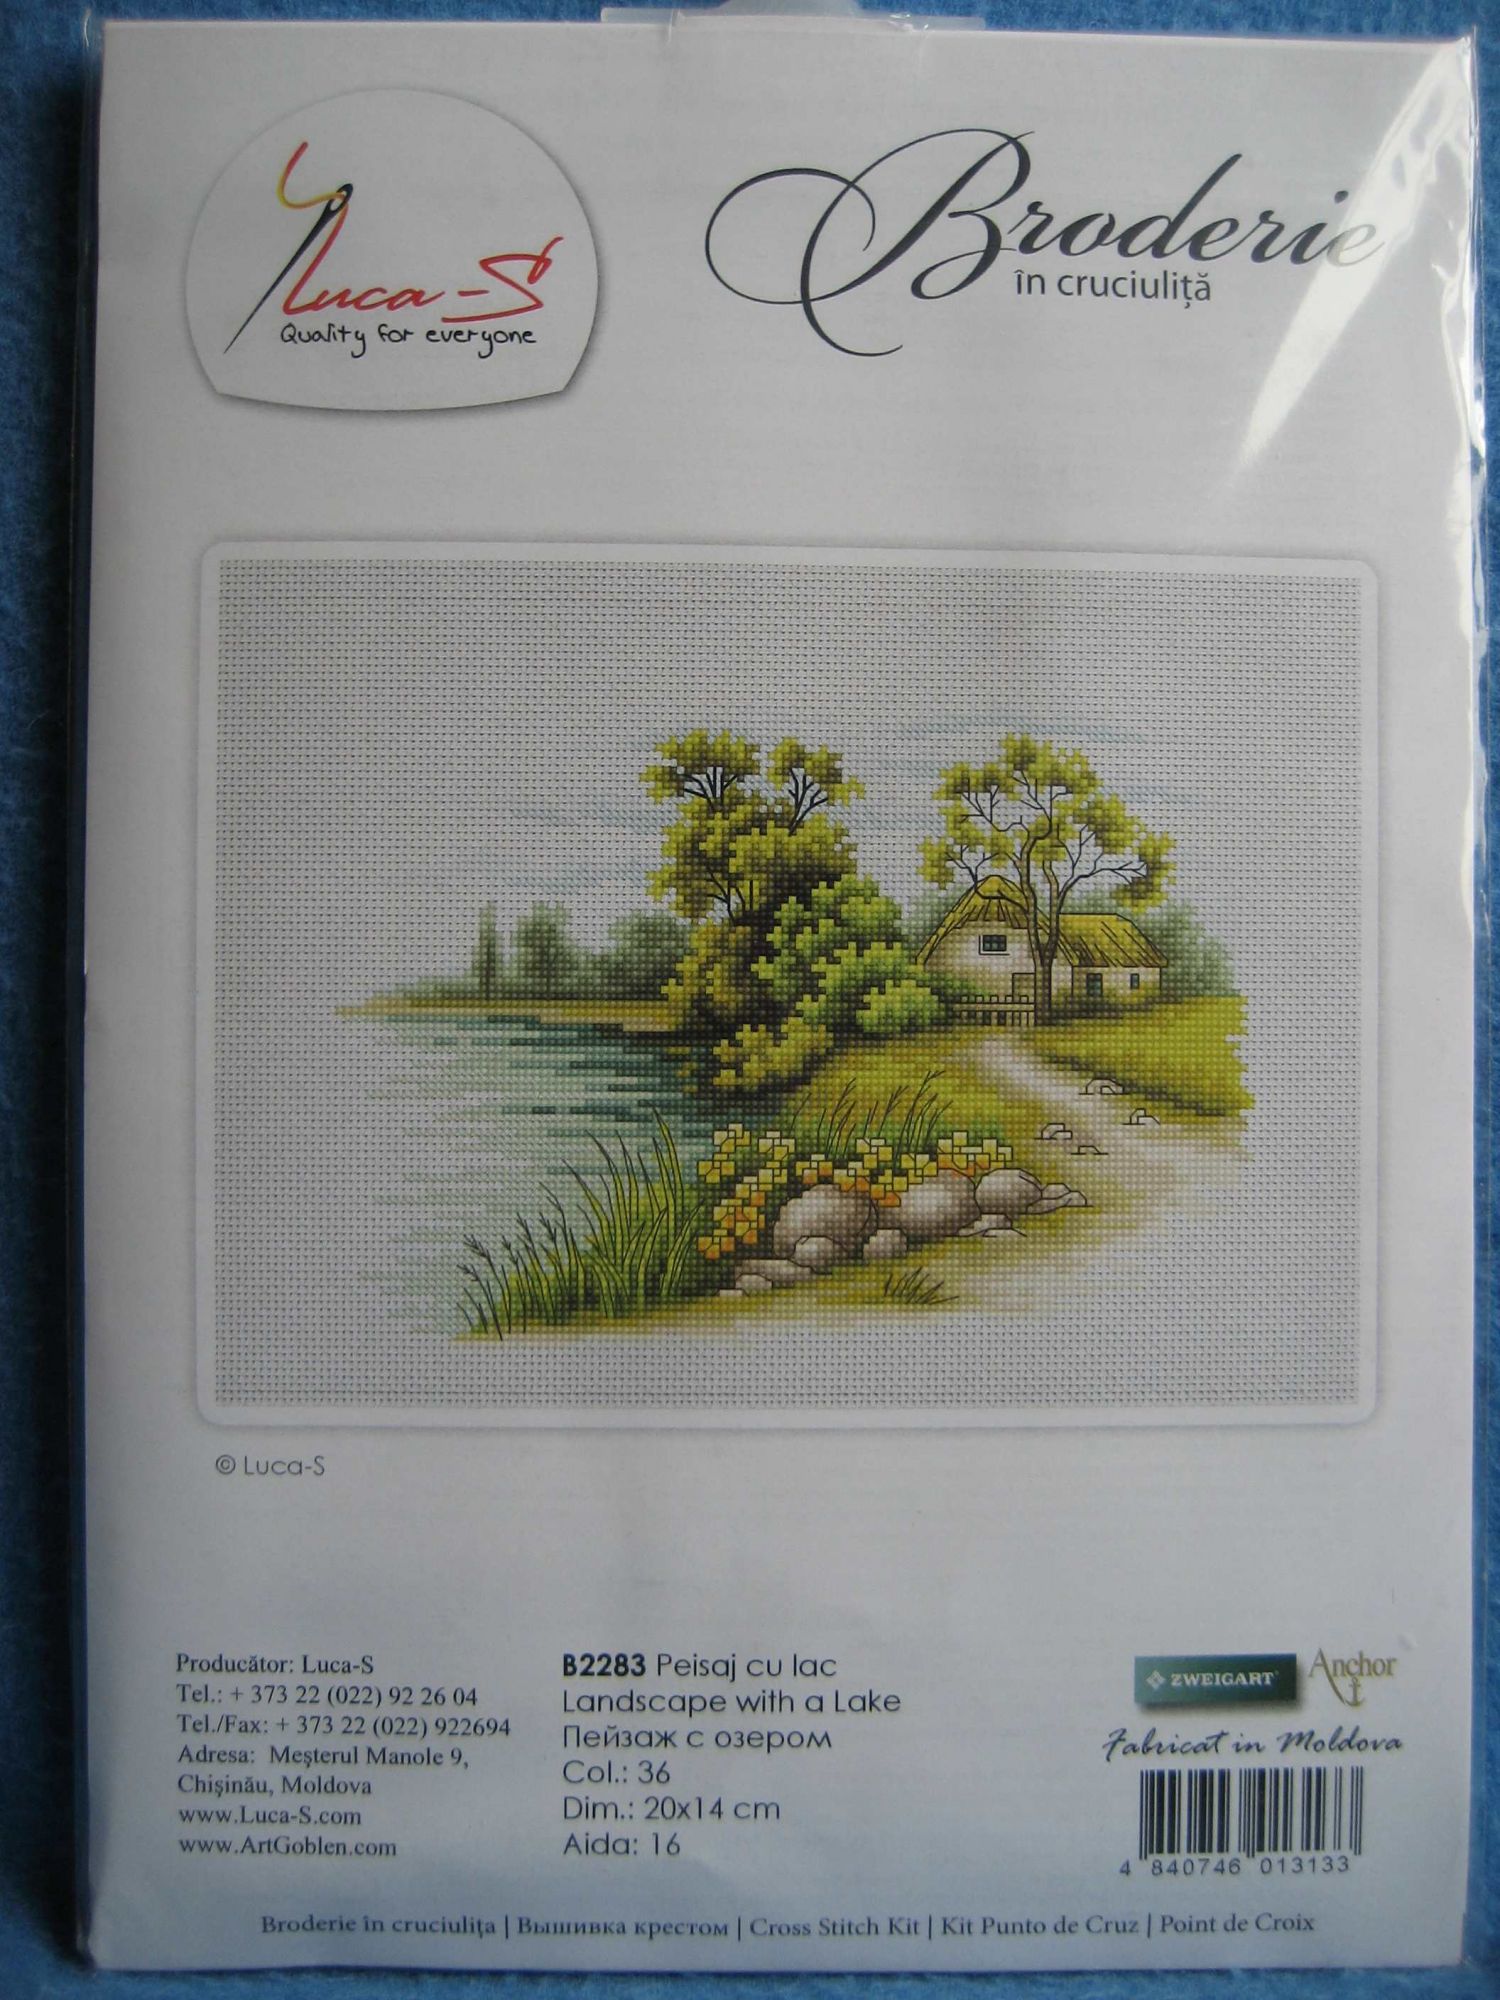 Luca-S
Quality for everyone
Broderie
în cruciuliță
© Luca-S
Producător: Luca-S
Tel.: + 373 22 (022) 92 26 04
Tel./Fax: + 373 22 (022) 922694
Adresa: Meşterul Manole 9,
Chişinău, Moldova
www.Luca-S.com
www.ArtGoblen.com
B2283 Peisaj cu lac
Landscape with a Lake
Пейзаж с озером
Col.: 36
Dim.: 20x14 cm
Aida: 16
ZWEIGART
Anchor
Fabricat in Moldova
4 840746 013133
Broderie în cruciulița | Вышивка крестом | Cross Stitch Kit | Kit Punto de Cruz | Point de Croix